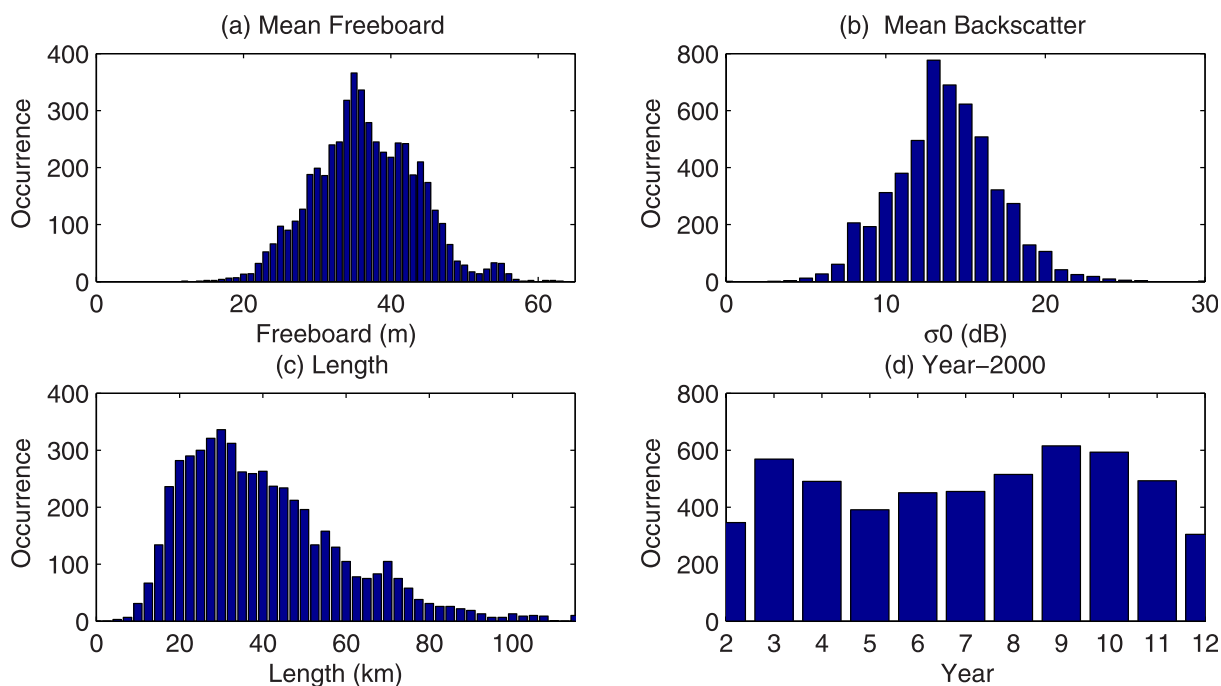 (a) Mean Freeboard
400
300
200
100
0
0 20 40 60
Occurrence
Freeboard (m)
(b) Mean Backscatter
800
600
400
200
0
0 10 20 30
Occurrence
σ0 (dB)
(c) Length
400
300
200
100
0
0 20 40 60 80 100
Occurrence
Length (km)
(d) Year−2000
800
600
400
200
0
2 3 4 5 6 7 8 9 10 11 12
Occurrence
Year